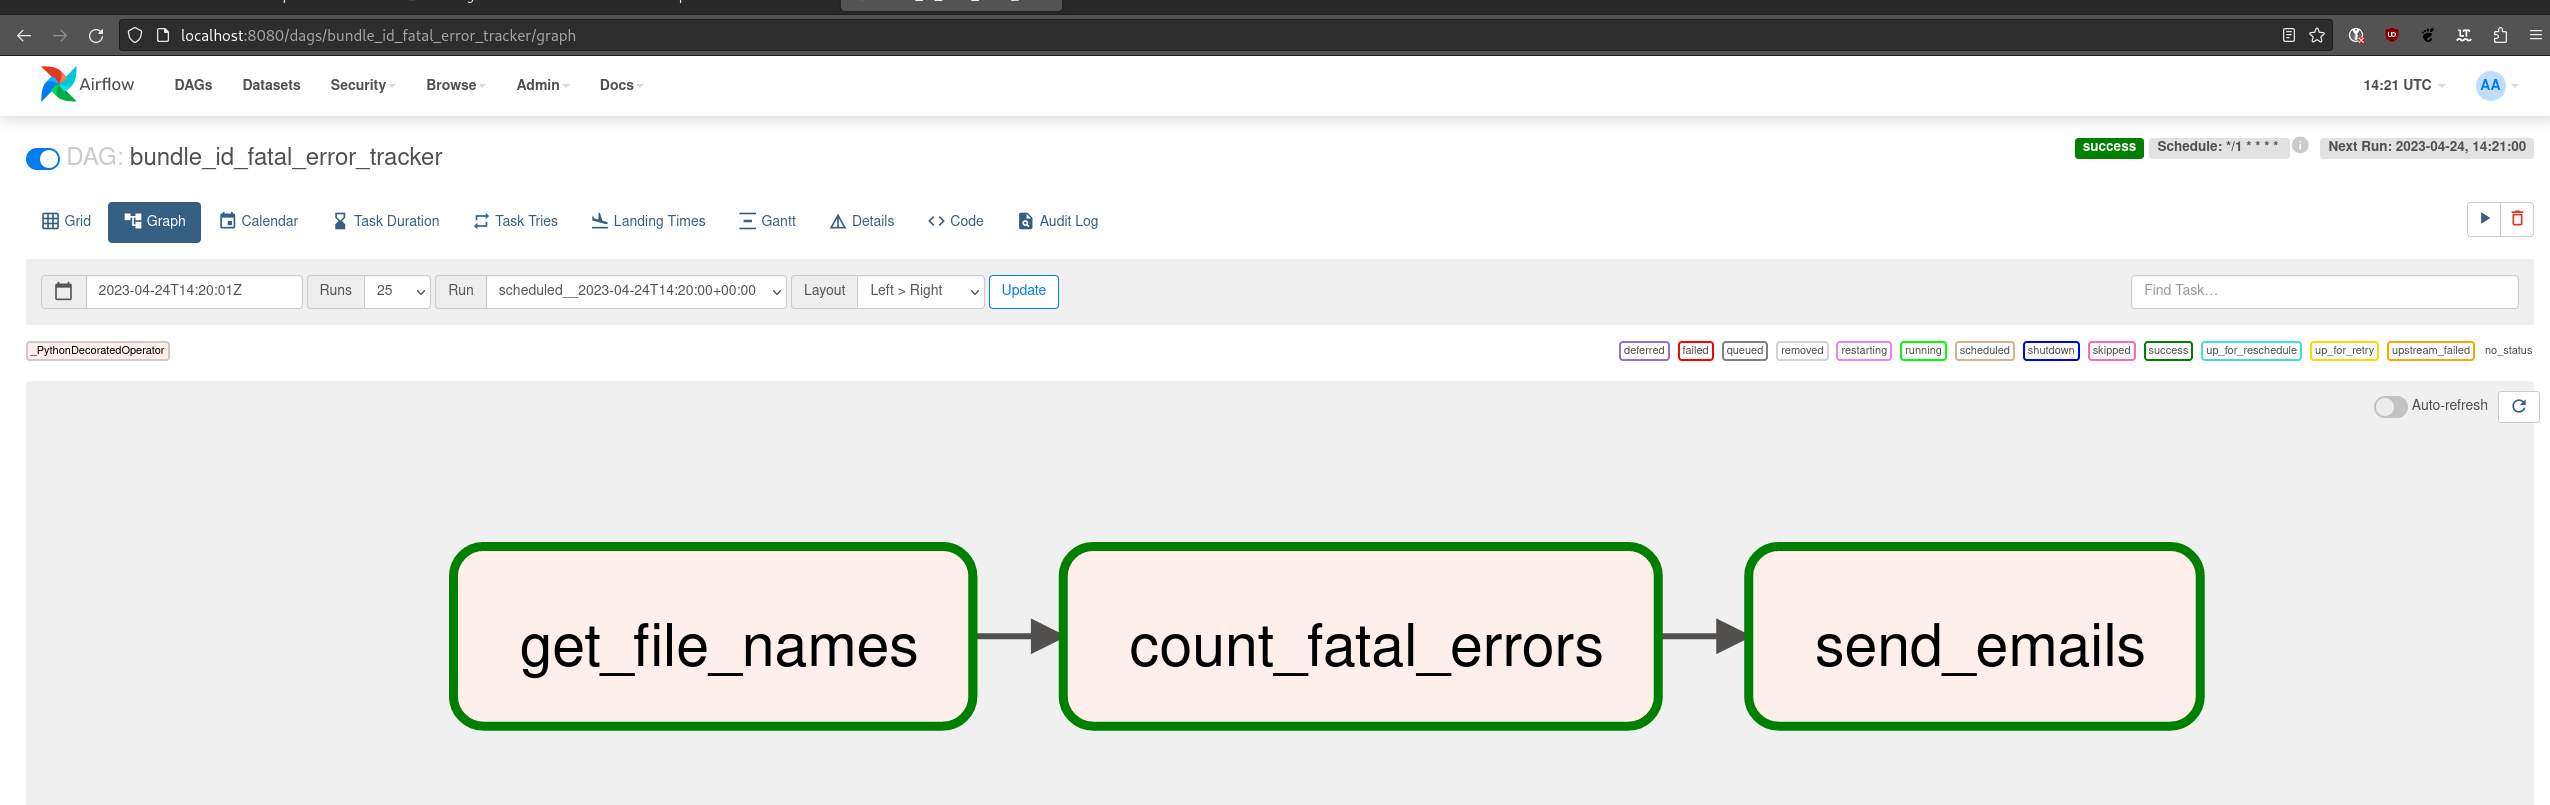 localhost:8080/dags/bundle_id_fatal_error_tracker/graph
Airflow DAGs Datasets Security Browse Admin Docs 14:21 UTC AA
DAG: bundle_id_fatal_error_tracker success Schedule: */1 * * * * Next Run: 2023-04-24, 14:21:00
Grid Graph Calendar Task Duration Task Tries Landing Times Gantt Details Code Audit Log
2023-04-24T14:20:01Z Runs 25 Run scheduled__2023-04-24T14:20:00+00:00 Layout Left > Right Update Find Task...
_PythonDecoratedOperator deferred failed queued removed restarting running scheduled shutdown skipped success up_for_reschedule up_for_retry upstream_failed no_status
Auto-refresh
get_file_names count_fatal_errors send_emails